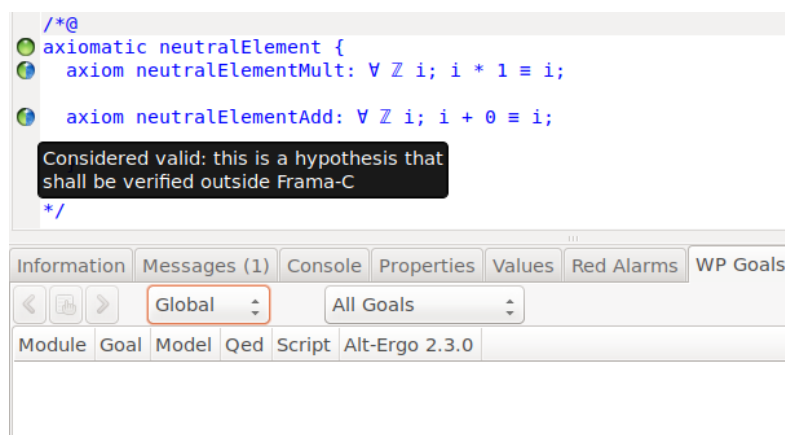 /*@
axiomatic neutralElement {
axiom neutralElementMult: ∀ ℤ i; i * 1 ≡ i;
axiom neutralElementAdd: ∀ ℤ i; i + 0 ≡ i;
Considered valid: this is a hypothesis that
shall be verified outside Frama-C
*/
Information Messages (1) Console Properties Values Red Alarms WP Goals
Global All Goals
Module Goal Model Qed Script Alt-Ergo 2.3.0